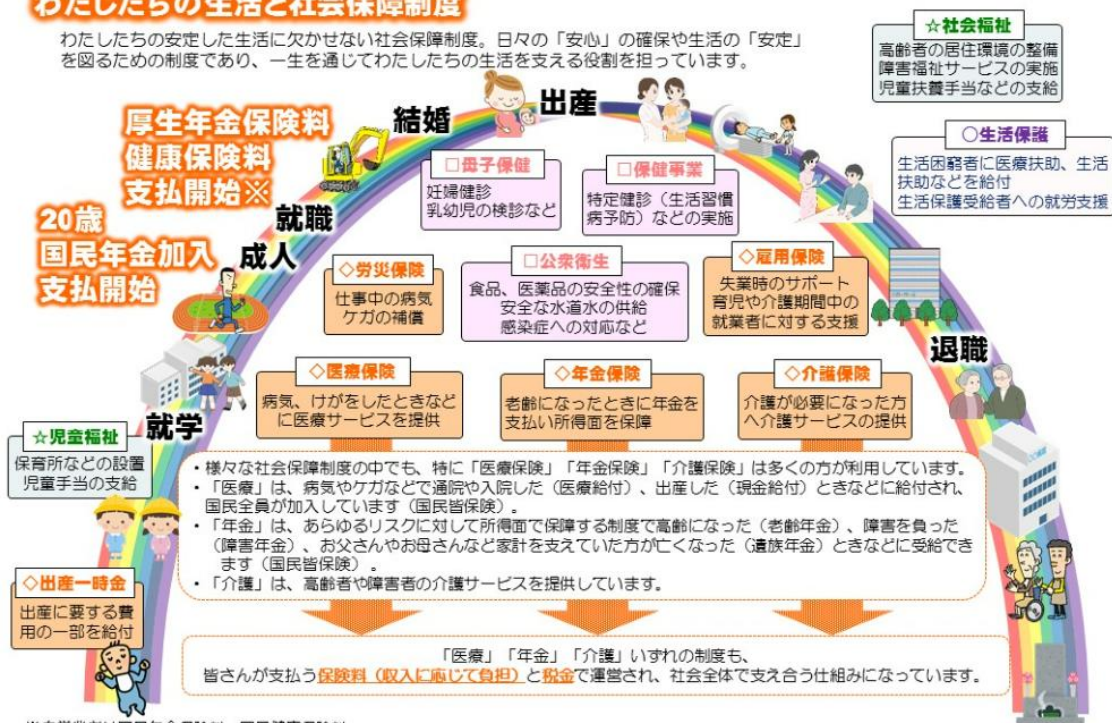 わたしたちの生活と社会保障制度
わたしたちの安定した生活に欠かせない社会保障制度。日々の「安心」の確保や生活の「安定」
を図るための制度であり、一生を通じてわたしたちの生活を支える役割を担っています。
☆社会福祉
高齢者の居住環境の整備
障害福祉サービスの実施
児童扶養手当などの支給
○生活保護
生活困窮者に医療扶助、生活
扶助などを給付
生活保護受給者への就労支援
出産
結婚
厚生年金保険料
健康保険料
支払開始※
就職
20歳
国民年金加入
支払開始
成人
□母子保健
妊婦健診
乳幼児の検診など
□保健事業
特定健診（生活習慣
病予防）などの実施
◇労災保険
仕事中の病気
ケガの補償
□公衆衛生
食品、医薬品の安全性の確保
安全な水道水の供給
感染症への対応など
◇雇用保険
失業時のサポート
育児や介護期間中の
就業者に対する支援
退職
◇医療保険
病気、けがをしたときなど
に医療サービスを提供
◇年金保険
老齢になったときに年金を
支払い所得面を保障
◇介護保険
介護が必要になった方
へ介護サービスの提供
就学
☆児童福祉
保育所などの設置
児童手当の支給
・様々な社会保障制度の中でも、特に「医療保険」「年金保険」「介護保険」は多くの方が利用しています。
・「医療」は、病気やケガなどで通院や入院した（医療給付）、出産した（現金給付）ときなどに給付され、
国民全員が加入しています（国民皆保険）。
・「年金」は、あらゆるリスクに対して所得面で保障する制度で高齢になった（老齢年金）、障害を負った
（障害年金）、お父さんやお母さんなど家計を支えていた方が亡くなった（遺族年金）ときなどに受給でき
ます（国民皆保険）。
・「介護」は、高齢者や障害者の介護サービスを提供しています。
◇出産一時金
出産に要する費
用の一部を給付
「医療」「年金」「介護」いずれの制度も、
皆さんが支払う保険料（収入に応じて負担）と税金で運営され、社会全体で支え合う仕組みになっています。